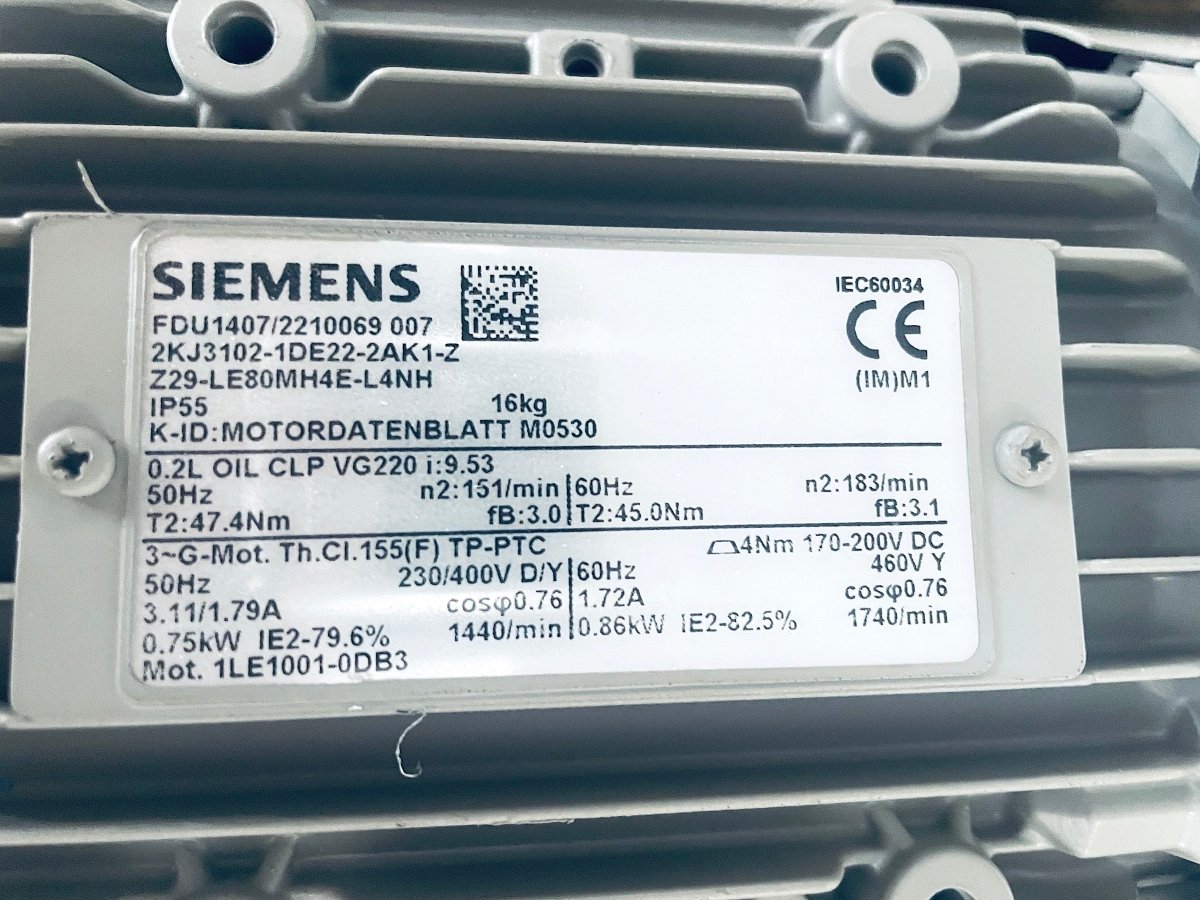 SIEMENS
IEC60034
CE
FDU1407/2210069 007
2KJ3102-1DE22-2AK1-Z
Z29-LE80MH4E-L4NH (IM)M1
IP55 16kg
K-ID:MOTORDATENBLATT M0530
0.2L OIL CLP VG220 i:9.53
50Hz n2:151/min 60Hz n2:183/min
T2:47.4Nm fB:3.0 T2:45.0Nm fB:3.1
3~G-Mot. Th.Cl.155(F) TP-PTC 4Nm 170-200V DC
50Hz 230/400V D/Y 60Hz 460V Y
3.11/1.79A cosφ0.76 1.72A cosφ0.76
0.75kW IE2-79.6% 1440/min 0.86kW IE2-82.5% 1740/min
Mot. 1LE1001-0DB3